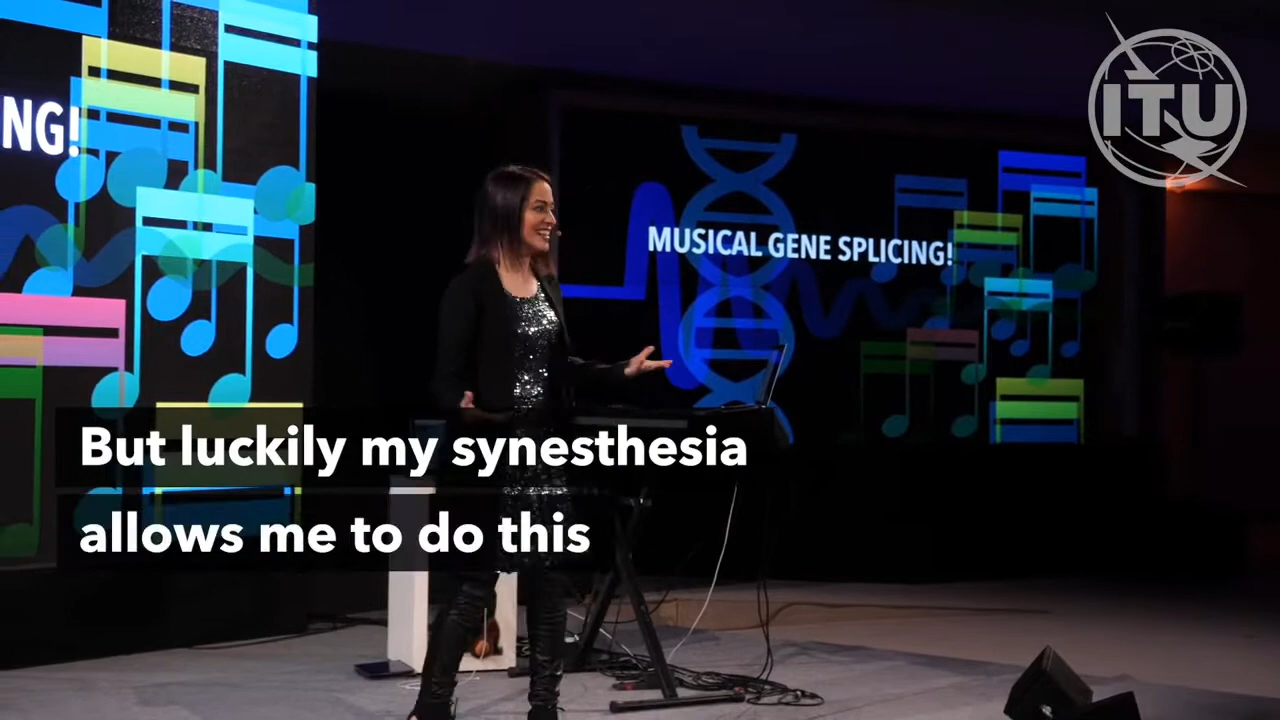 NG!
ITU
MUSICAL GENE SPLICING!
But luckily my synesthesia
allows me to do this